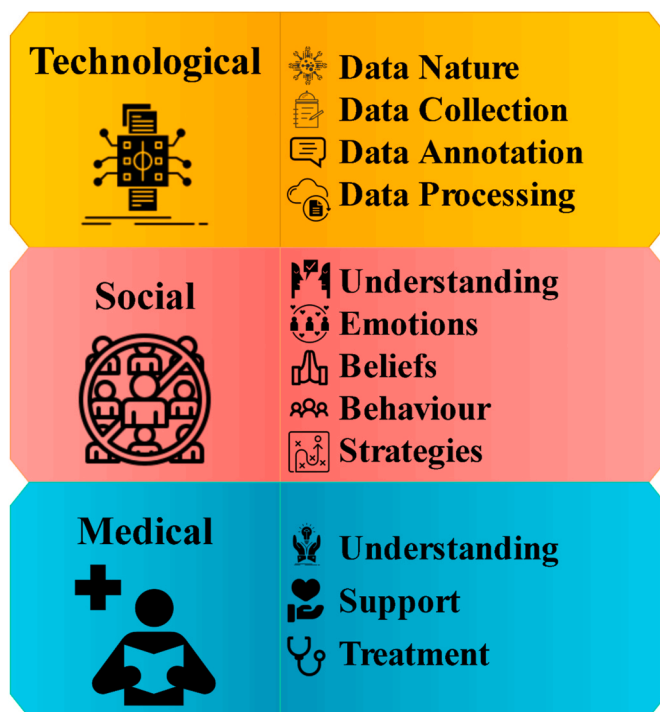 Technological
Data Nature
Data Collection
Data Annotation
Data Processing
Social
Understanding
Emotions
Beliefs
Behaviour
Strategies
Medical
Understanding
Support
Treatment